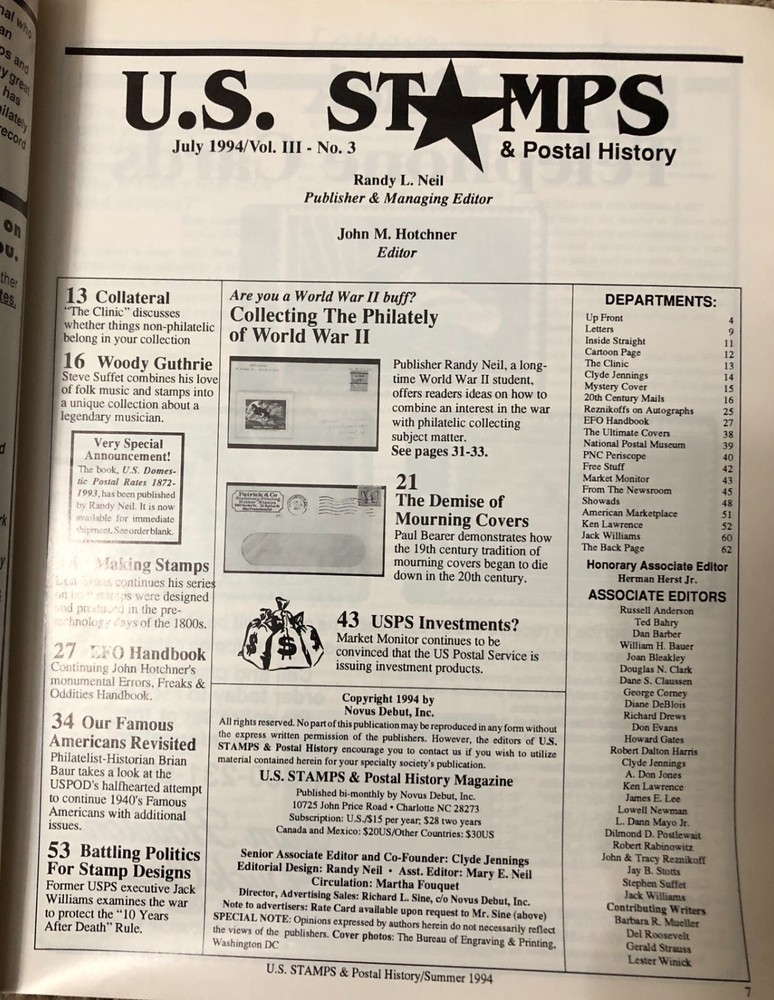 nal who
an
ps and
y great
has
ilately
record
on
ou.
ther
tes.
U.S. STAMPS
July 1994/Vol. III - No. 3
& Postal History
Randy L. Neil
Publisher & Managing Editor
John M. Hotchner
Editor
13 Collateral
"The Clinic" discusses
whether things non-philatelic
belong in your collection
16 Woody Guthrie
Steve Suffet combines his love
of folk music and stamps into
a unique collection about a
legendary musician.
Very Special
Announcement!
The book, U.S. Domes-
tic Postal Rates 1872-
1993, has been published
by Randy Neil. It is now
available for immediate
shipment. See order blank.
Making Stamps
continues his series
on stamps were designed
and produced in the pre-
technology days of the 1800s.
27 EFO Handbook
Continuing John Hotchner's
monumental Errors, Freaks &
Oddities Handbook.
34 Our Famous
Americans Revisited
Philatelist-Historian Brian
Baur takes a look at the
USPOD's halfhearted attempt
to continue 1940's Famous
Americans with additional
issues.
53 Battling Politics
For Stamp Designs
Former USPS executive Jack
Williams examines the war
to protect the "10 Years
After Death" Rule.
Are you a World War II buff?
Collecting The Philately
of World War II
Publisher Randy Neil, a long-
time World War II student,
offers readers ideas on how to
combine an interest in the war
with philatelic collecting
subject matter.
See pages 31-33.
Patrick & Co
21
The Demise of
Mourning Covers
Paul Bearer demonstrates how
the 19th century tradition of
mourning covers began to die
down in the 20th century.
$
$
$
43 USPS Investments?
Market Monitor continues to be
convinced that the US Postal Service is
issuing investment products.
Copyright 1994 by
Novus Debut, Inc.
All rights reserved. No part of this publication may be reproduced in any form without
the express written permission of the publishers. However, the editors of U.S.
STAMPS & Postal History encourage you to contact us if you wish to utilize
material contained herein for your specialty society's publication.
U.S. STAMPS & Postal History Magazine
Published bi-monthly by Novus Debut, Inc.
10725 John Price Road • Charlotte NC 28273
Subscription: U.S./$15 per year; $28 two years
Canada and Mexico: $20US/Other Countries: $30US
Senior Associate Editor and Co-Founder: Clyde Jennings
Editorial Design: Randy Neil • Asst. Editor: Mary E. Neil
Circulation: Martha Fouquet
Director, Advertising Sales: Richard L. Sine, c/o Novus Debut, Inc.
Note to advertisers: Rate Card available upon request to Mr. Sine (above)
SPECIAL NOTE: Opinions expressed by authors herein do not necessarily reflect
the views of the publishers. Cover photos: The Bureau of Engraving & Printing,
Washington DC
DEPARTMENTS:
Up Front 4
Letters 9
Inside Straight 11
Cartoon Page 12
The Clinic 13
Clyde Jennings 14
Mystery Cover 15
20th Century Mails 16
Reznikoffs on Autographs 25
EFO Handbook 27
The Ultimate Covers 38
National Postal Museum 39
PNC Periscope 40
Free Stuff 42
Market Monitor 43
From The Newsroom 45
Showads 48
American Marketplace 51
Ken Lawrence 52
Jack Williams 60
The Back Page 62
Honorary Associate Editor
Herman Herst Jr.
ASSOCIATE EDITORS
Russell Anderson
Ted Bahry
Dan Barber
William H. Bauer
Joan Bleakley
Douglas N. Clark
Dane S. Claussen
George Corney
Diane DeBlois
Richard Drews
Don Evans
Howard Gates
Robert Dalton Harris
Clyde Jennings
A. Don Jones
Ken Lawrence
James E. Lee
Lowell Newman
L. Dann Mayo Jr.
Dilmond D. Postlewait
Robert Rabinowitz
John & Tracy Reznikoff
Jay B. Stotts
Stephen Suffet
Jack Williams
Contributing Writers
Barbara R. Mueller
Del Roosevelt
Gerald Strauss
Lester Winick
U.S. STAMPS & Postal History/Summer 1994
7